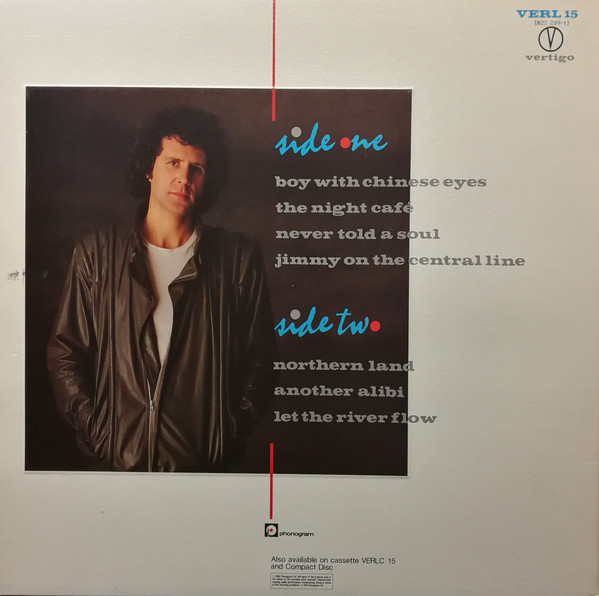 VERL 15
(822 239-1)
V
vertigo
side one
boy with chinese eyes
the night café
never told a soul
jimmy on the central line
side two
northern land
another alibi
let the river flow
phonogram
Also available on cassette VERLC 15
and Compact Disc